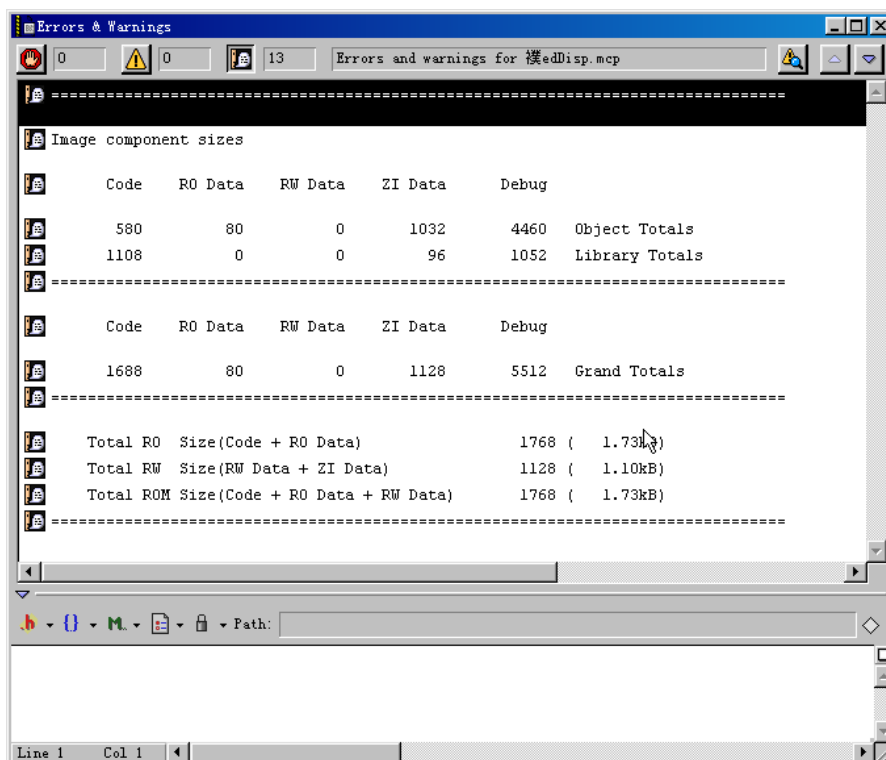 Errors & Warnings
0 0 13 Errors and warnings for 襆edDisp.mcp
================================================================================
Image component sizes
Code RO Data RW Data ZI Data Debug
580 80 0 1032 4460 Object Totals
1108 0 0 96 1052 Library Totals
================================================================================
Code RO Data RW Data ZI Data Debug
1688 80 0 1128 5512 Grand Totals
================================================================================
Total RO Size(Code + RO Data) 1768 ( 1.73kB)
Total RW Size(RW Data + ZI Data) 1128 ( 1.10kB)
Total ROM Size(Code + RO Data + RW Data) 1768 ( 1.73kB)
================================================================================
.h {} M. Path:
Line 1 Col 1